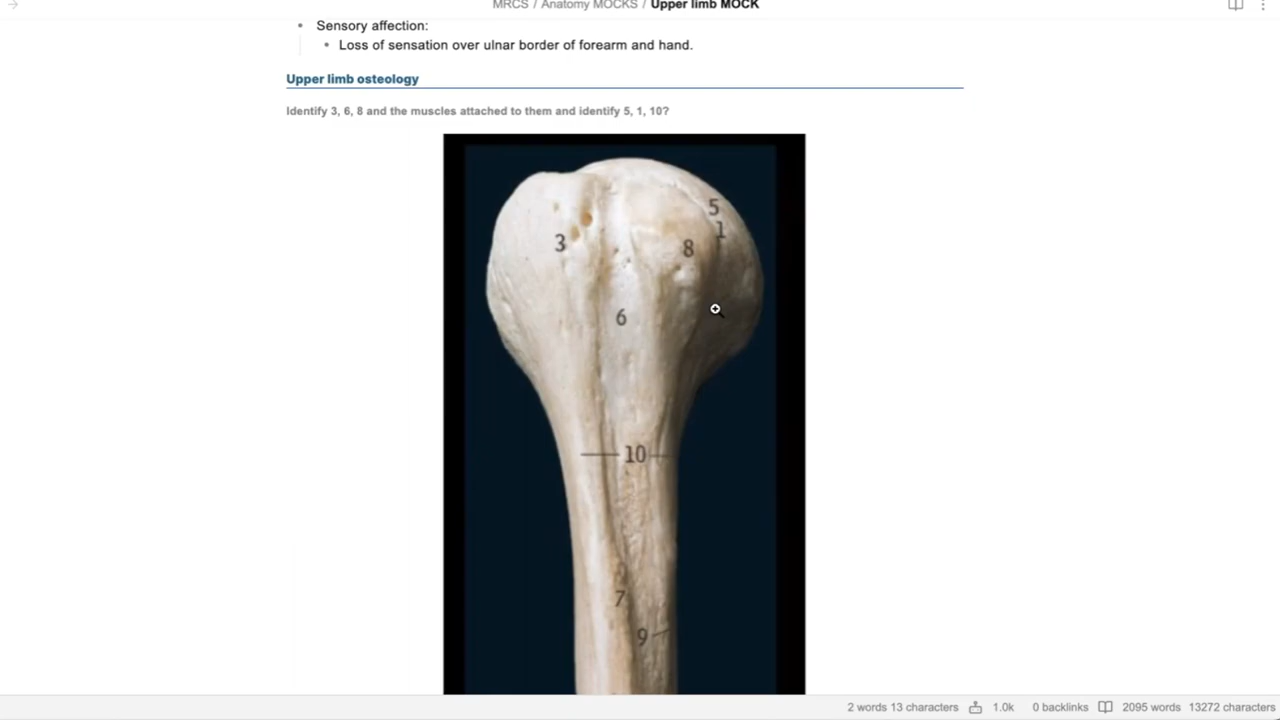 MRCS / Anatomy MOCKS / Upper limb MOCK
Sensory affection:
Loss of sensation over ulnar border of forearm and hand.
Upper limb osteology
Identify 3, 6, 8 and the muscles attached to them and identify 5, 1, 10?
5
1
3
8
6
10
7
9
2 words 13 characters 1.0k 0 backlinks 2095 words 13272 characters